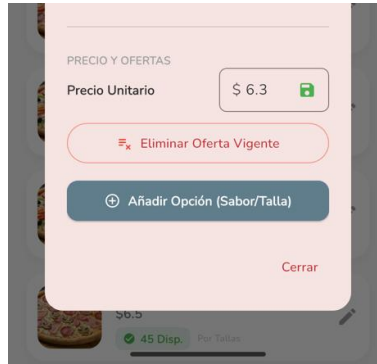 PRECIO Y OFERTAS
Precio Unitario
$ 6.3
Eliminar Oferta Vigente
Añadir Opción (Sabor/Talla)
Cerrar
$6.5
45 Disp.
Por Tallas